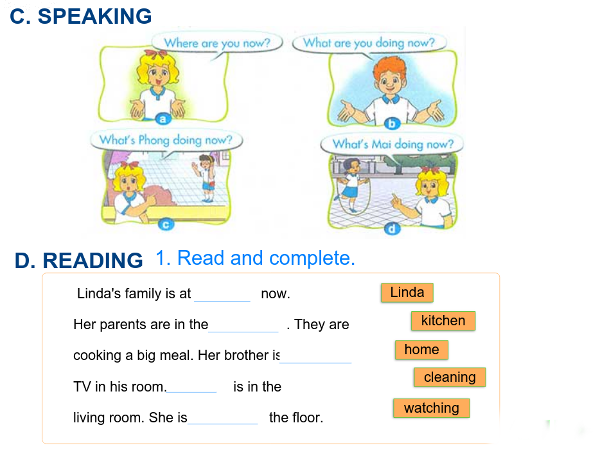 C. SPEAKING
Where are you now?
What are you doing now?
a
b
What's Phong doing now?
What's Mai doing now?
c
d
D. READING 1. Read and complete.
Linda's family is at now. Linda
Her parents are in the . They are kitchen
cooking a big meal. Her brother is home
TV in his room. is in the cleaning
living room. She is the floor. watching